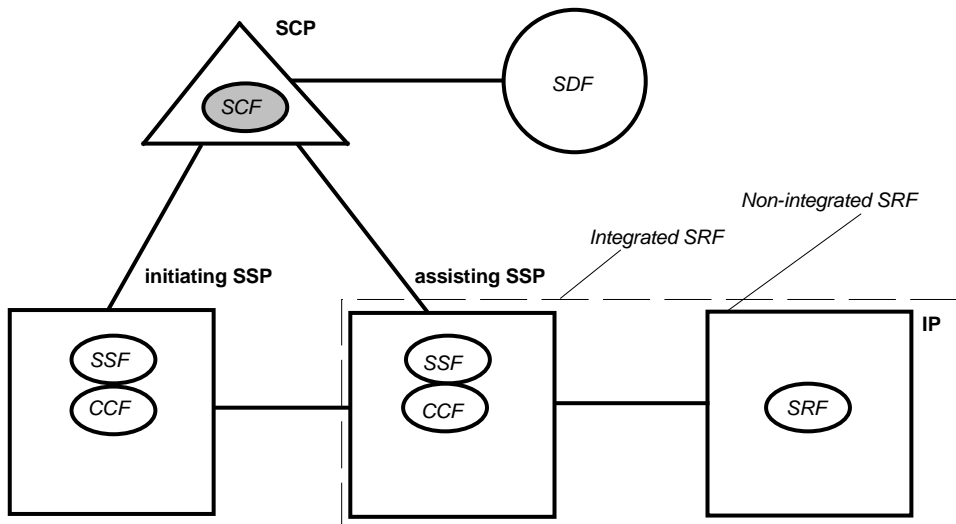 SCP
SDF
SCF
Non-integrated SRF
Integrated SRF
initiating SSP
assisting SSP
IP
SSF
SSF
CCF
CCF
SRF